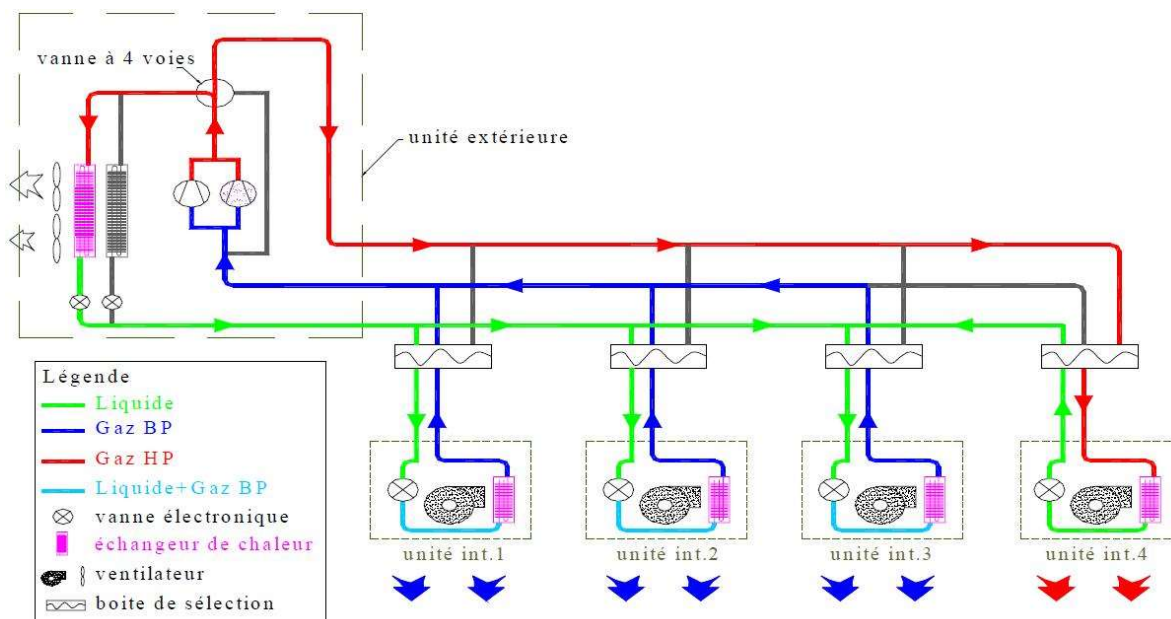 vanne à 4 voies
unité extérieure
Légende
Liquide
Gaz BP
Gaz HP
Liquide+Gaz BP
vanne électronique
échangeur de chaleur
ventilateur
boite de sélection
unité int.1
unité int.2
unité int.3
unité int.4